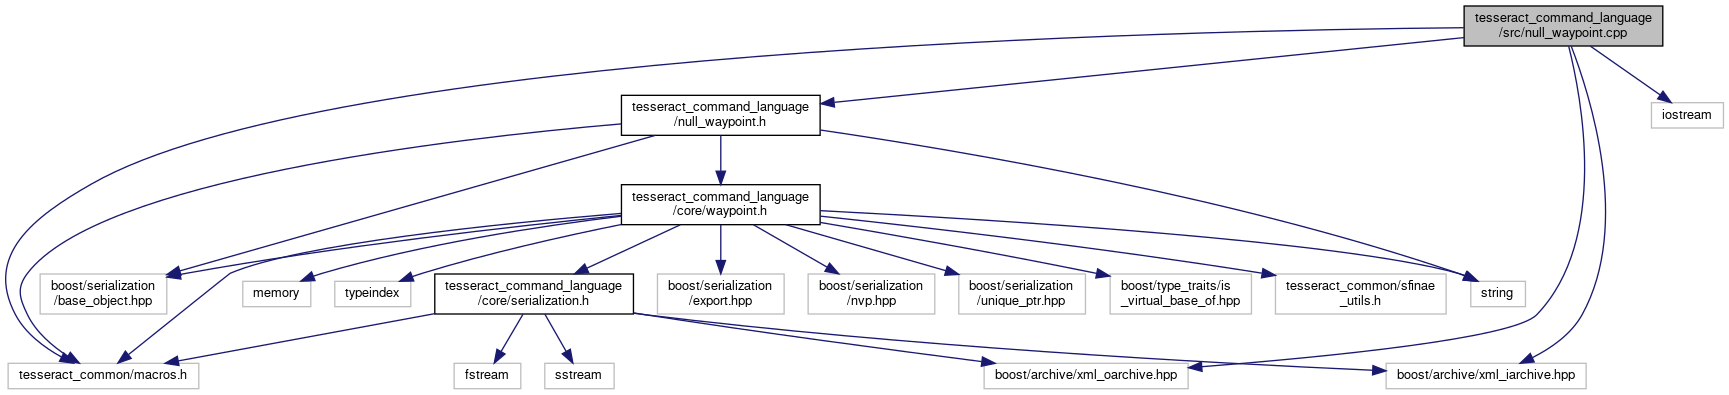 tesseract_command_language
/src/null_waypoint.cpp
tesseract_command_language
/null_waypoint.h
iostream
tesseract_command_language
/core/waypoint.h
boost/serialization
/base_object.hpp
memory
typeindex
tesseract_command_language
/core/serialization.h
boost/serialization
/export.hpp
boost/serialization
/nvp.hpp
boost/serialization
/unique_ptr.hpp
boost/type_traits/is
_virtual_base_of.hpp
tesseract_common/sfinae
_utils.h
string
tesseract_common/macros.h
fstream
sstream
boost/archive/xml_oarchive.hpp
boost/archive/xml_iarchive.hpp